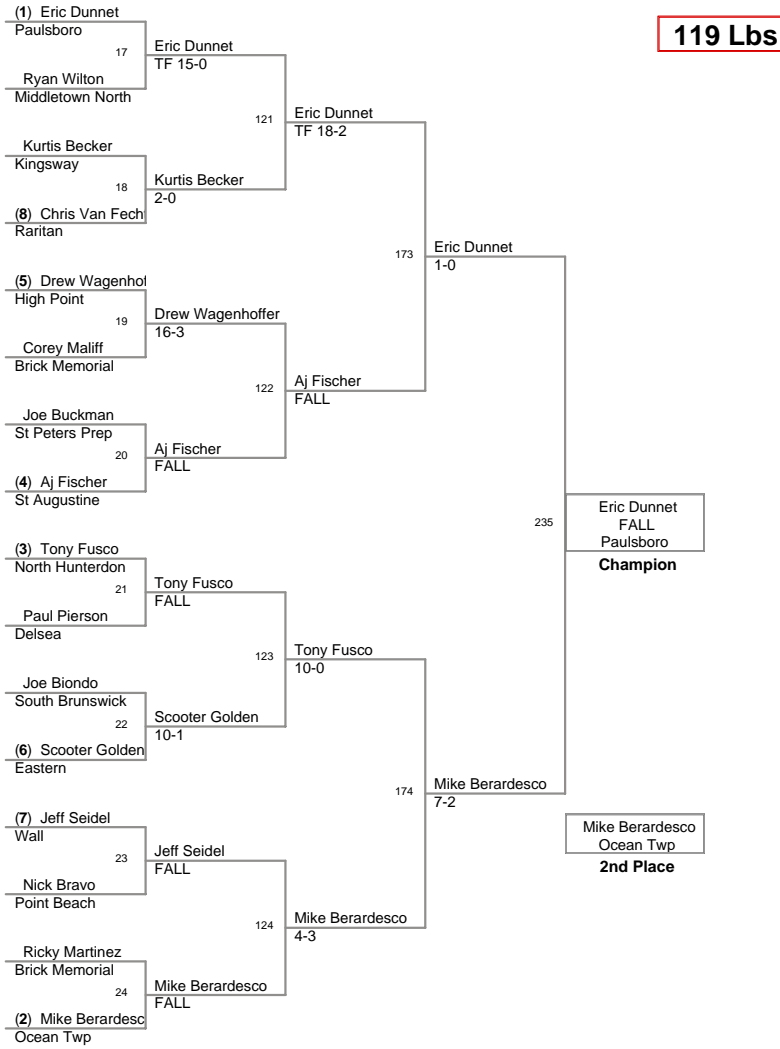 119 Lbs
(1) Eric Dunnet
Paulsboro
17
Ryan Wilton
Middletown North
Kurtis Becker
Kingsway
18
(8) Chris Van Fech
Raritan
(5) Drew Wagenhof
High Point
19
Corey Maliff
Brick Memorial
Joe Buckman
St Peters Prep
20
(4) Aj Fischer
St Augustine
(3) Tony Fusco
North Hunterdon
21
Paul Pierson
Delsea
Joe Biondo
South Brunswick
22
(6) Scooter Golden
Eastern
(7) Jeff Seidel
Wall
23
Nick Bravo
Point Beach
Ricky Martinez
Brick Memorial
24
(2) Mike Berardesc
Ocean Twp
Eric Dunnet
TF 15-0
121
Kurtis Becker
2-0
Drew Wagenhoffer
16-3
122
Aj Fischer
FALL
Tony Fusco
FALL
123
Scooter Golden
10-1
Jeff Seidel
FALL
124
Mike Berardesco
FALL
Eric Dunnet
TF 18-2
173
Aj Fischer
FALL
Tony Fusco
10-0
174
Mike Berardesco
4-3
Eric Dunnet
1-0
235
Mike Berardesco
7-2
Eric Dunnet
FALL
Paulsboro
Champion
Mike Berardesco
Ocean Twp
2nd Place